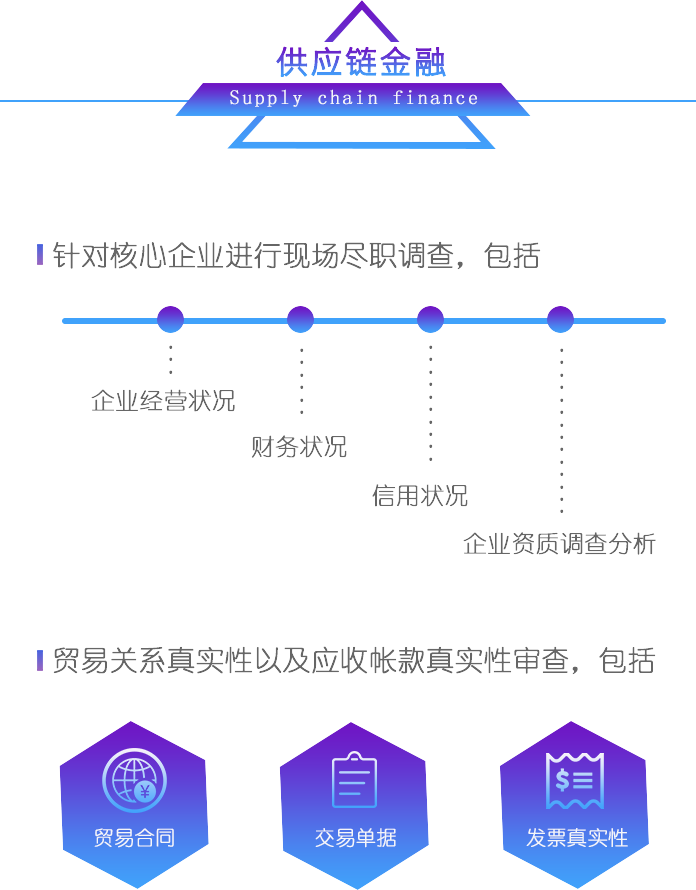 供应链金融
Supply chain finance
针对核心企业进行现场尽职调查，包括
企业经营状况
财务状况
信用状况
企业资质调查分析
贸易关系真实性以及应收帐款真实性审查，包括
¥
$
贸易合同
交易单据
发票真实性